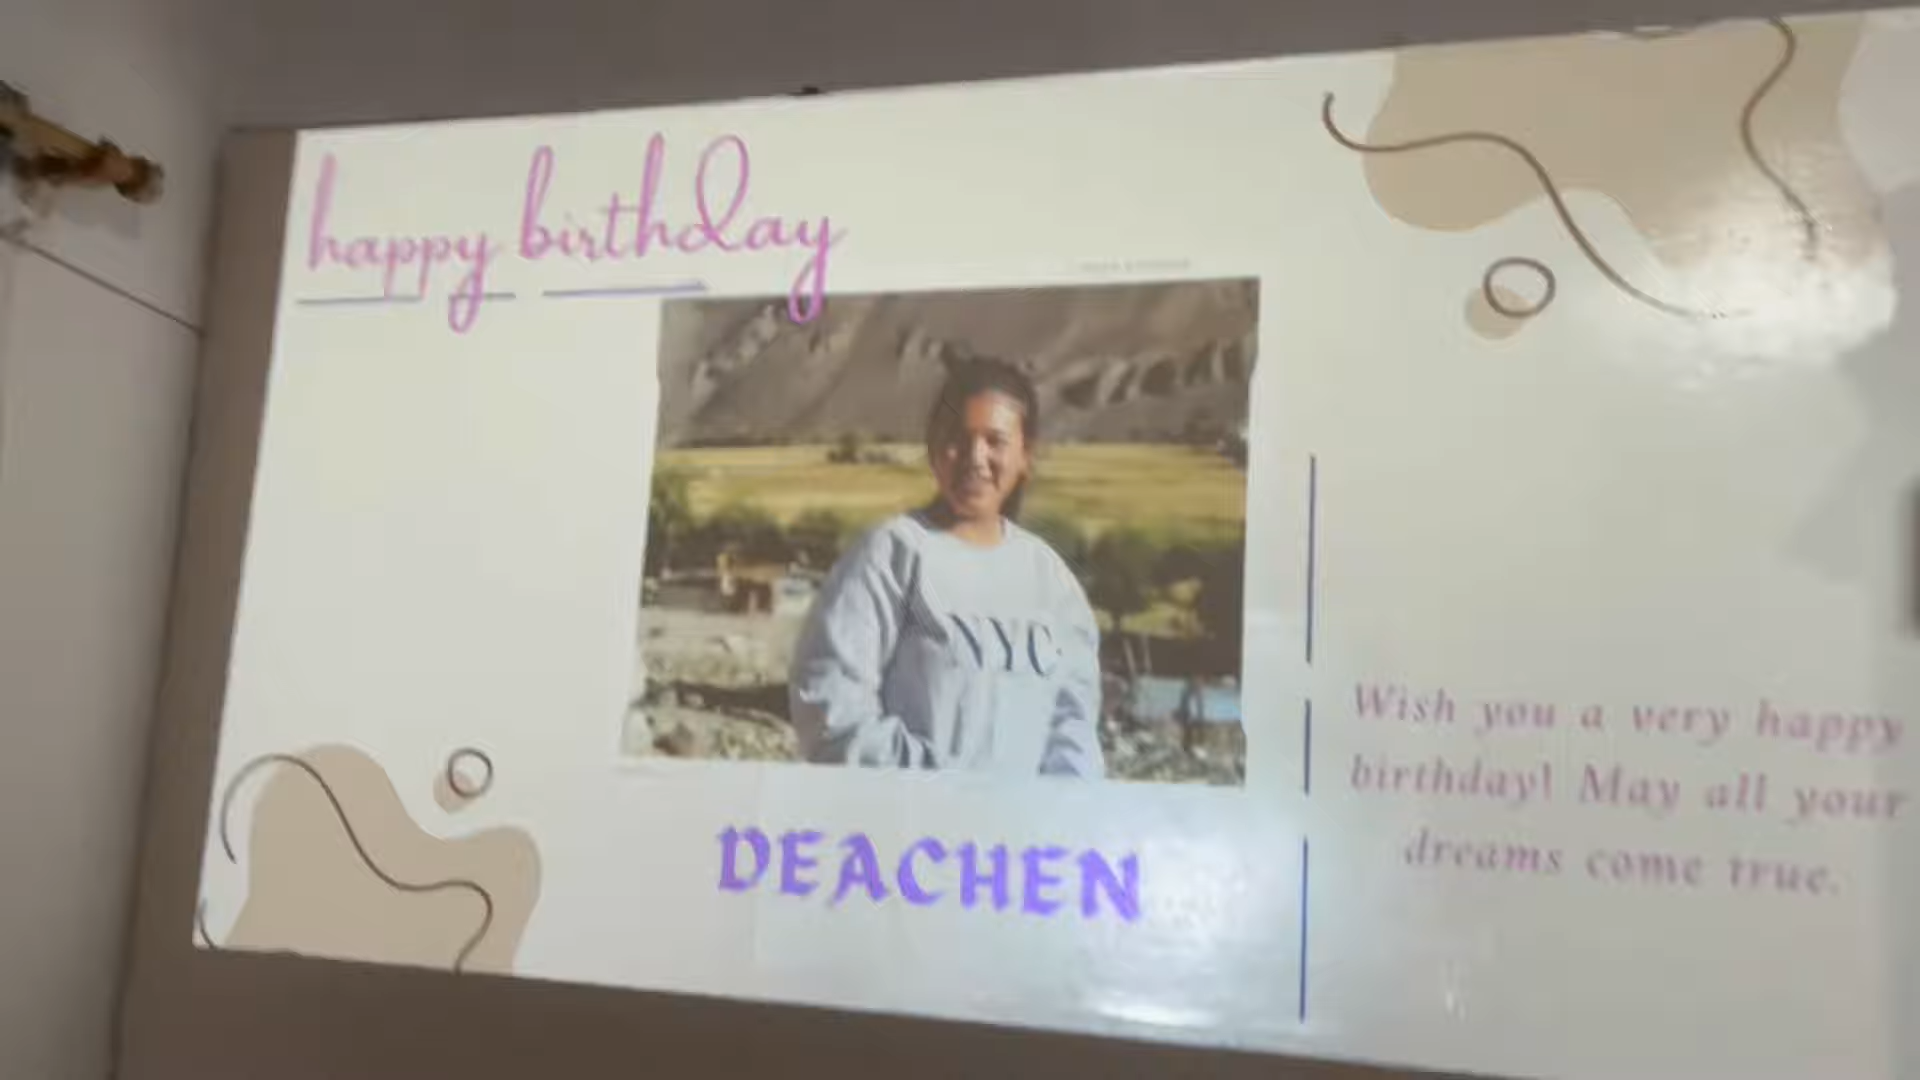 happy birthday
NYC
DEACHEN
Wish you a very happy
birthday! May all your
dreams come true.